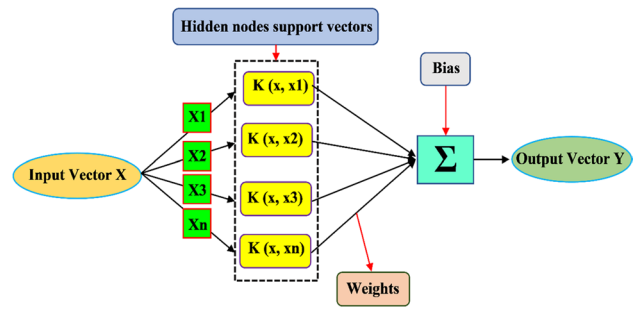 Hidden nodes support vectors
Bias
X1
K (x, x1)
X2
K (x, x2)
Input Vector X
Σ
Output Vector Y
X3
K (x, x3)
Xn
K (x, xn)
Weights